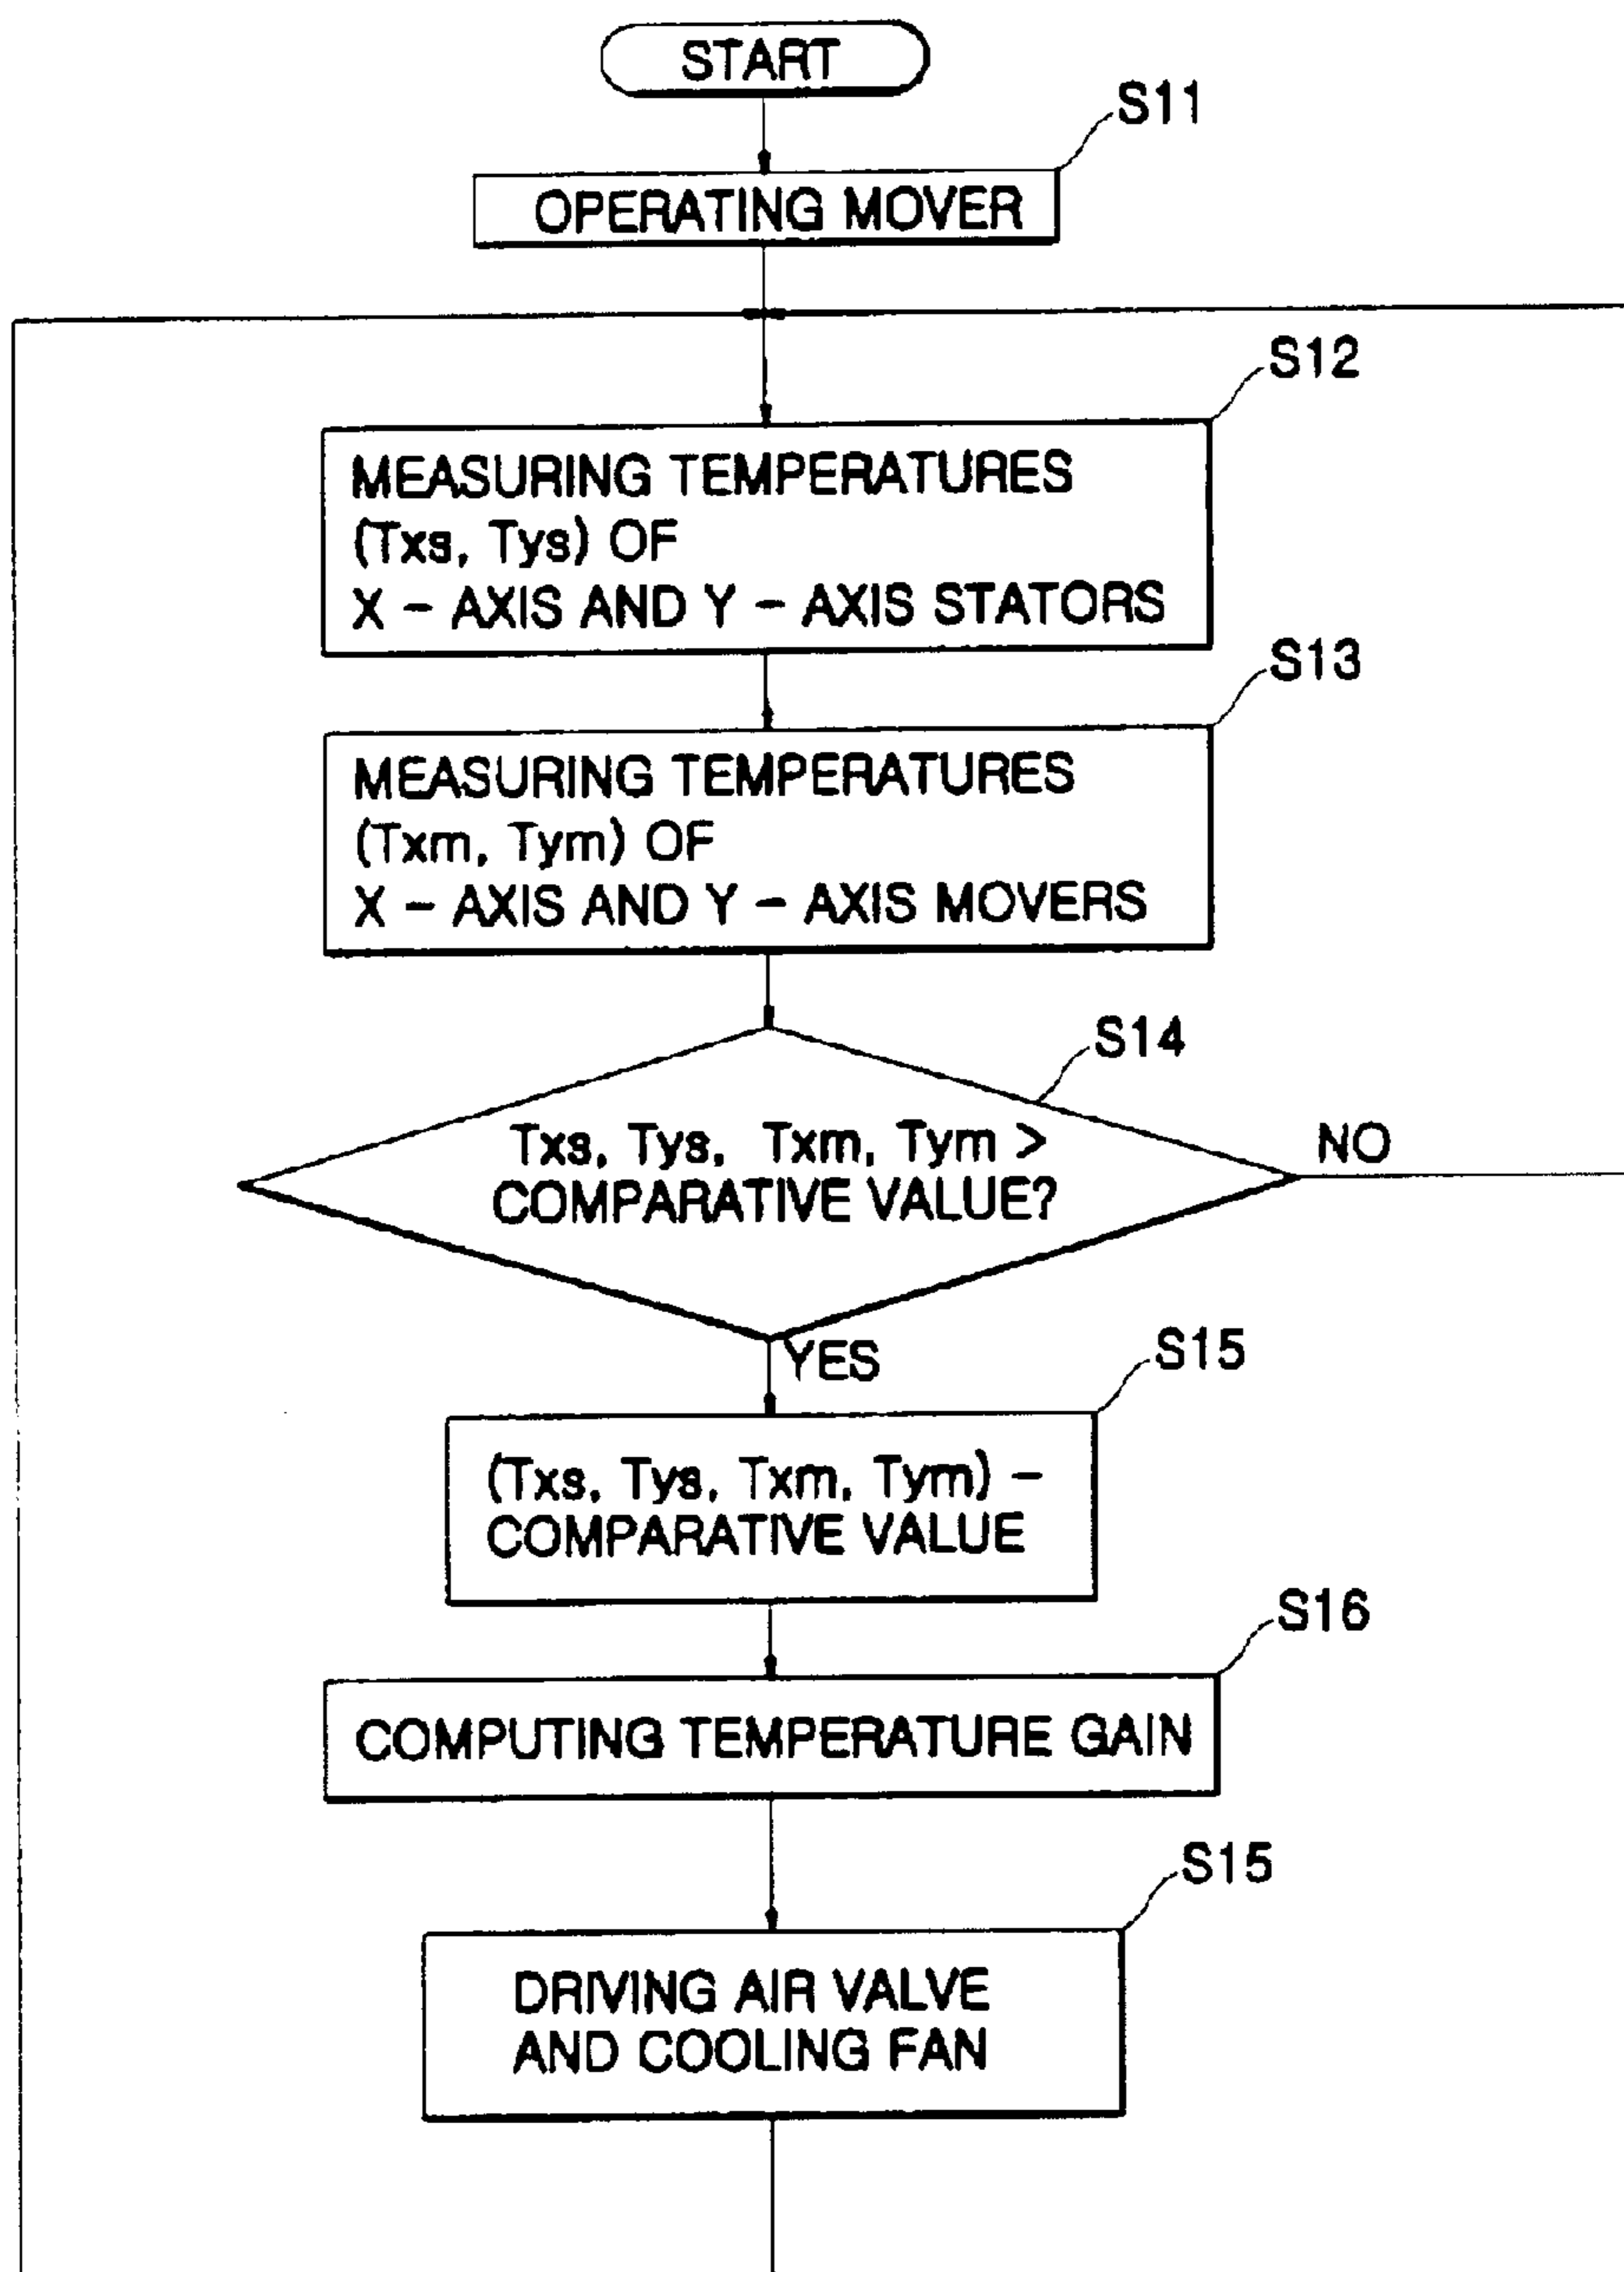 START
S11
OPERATING MOVER
S12
MEASURING TEMPERATURES
(Txs, Tys) OF
X - AXIS AND Y - AXIS STATORS
S13
MEASURING TEMPERATURES
(Txm, Tym) OF
X - AXIS AND Y - AXIS MOVERS
S14
Txs, Tys, Txm, Tym >
COMPARATIVE VALUE?
NO
YES
S15
(Txs, Tys, Txm, Tym) -
COMPARATIVE VALUE
S16
COMPUTING TEMPERATURE GAIN
S15
DRIVING AIR VALVE
AND COOLING FAN